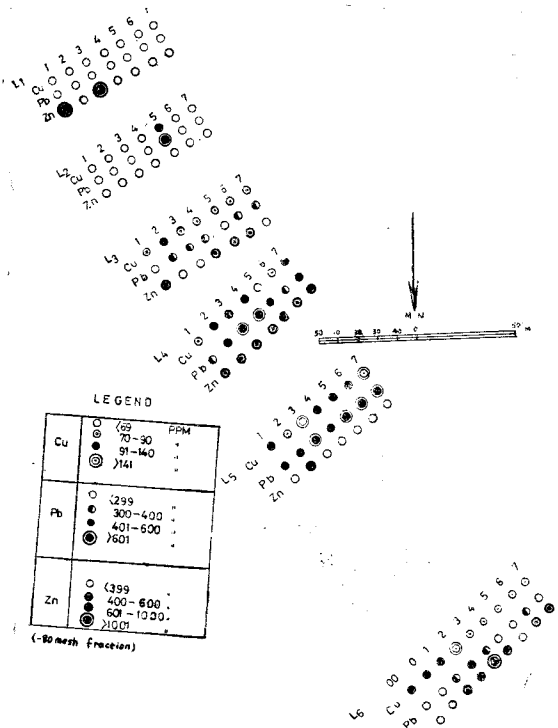 1 2 3 4 5 6 7
L1
Cu
Pb
Zn
1 2 3 4 5 6 7
L2
Cu
Pb
Zn
1 2 3 4 5 6 7
L3
Cu
Pb
Zn
1 2 3 4 5 6 7
L4
Cu
Pb
Zn
M N
50 40 30 20 10 0 50 M
1 2 3 4 5 6 7
L5
Cu
Pb
Zn
LEGEND
Cu
<69 PPM
70-90 "
91-140 "
>141 "
Pb
<299 "
300-400 "
401-600 "
>601 "
Zn
<399 "
400-600 "
601-1000 "
>1001 "
(-80 mesh fraction)
00 0 1 2 3 4 5 6 7
L6
Cu
Pb